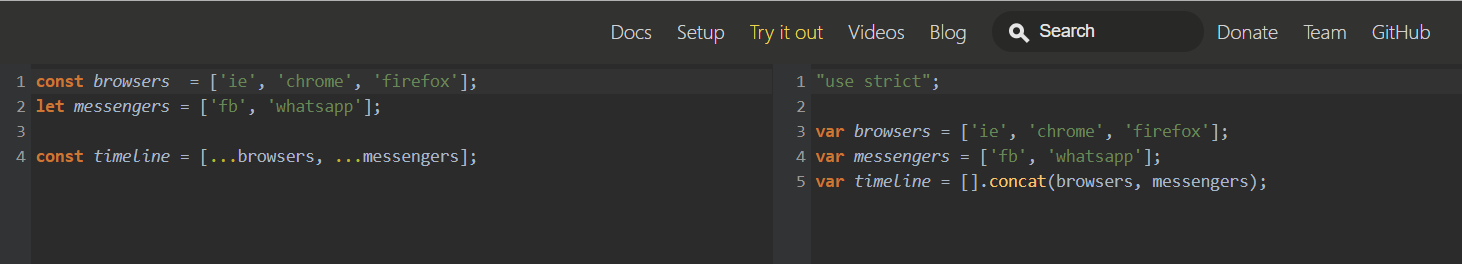 Docs Setup Try it out Videos Blog Search Donate Team GitHub
1 const browsers  = ['ie', 'chrome', 'firefox'];
2 let messengers = ['fb', 'whatsapp'];
3
4 const timeline = [...browsers, ...messengers];
1 "use strict";
2
3 var browsers = ['ie', 'chrome', 'firefox'];
4 var messengers = ['fb', 'whatsapp'];
5 var timeline = [].concat(browsers, messengers);